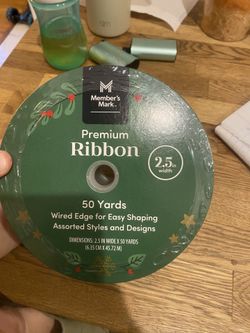 Member's
Mark
Premium
Ribbon
2.5 in
width
50 Yards
Wired Edge for Easy Shaping
Assorted Styles and Designs
DIMENSIONS: 2.5 IN WIDE X 50 YARDS
(6.35 CM X 45.72 M)